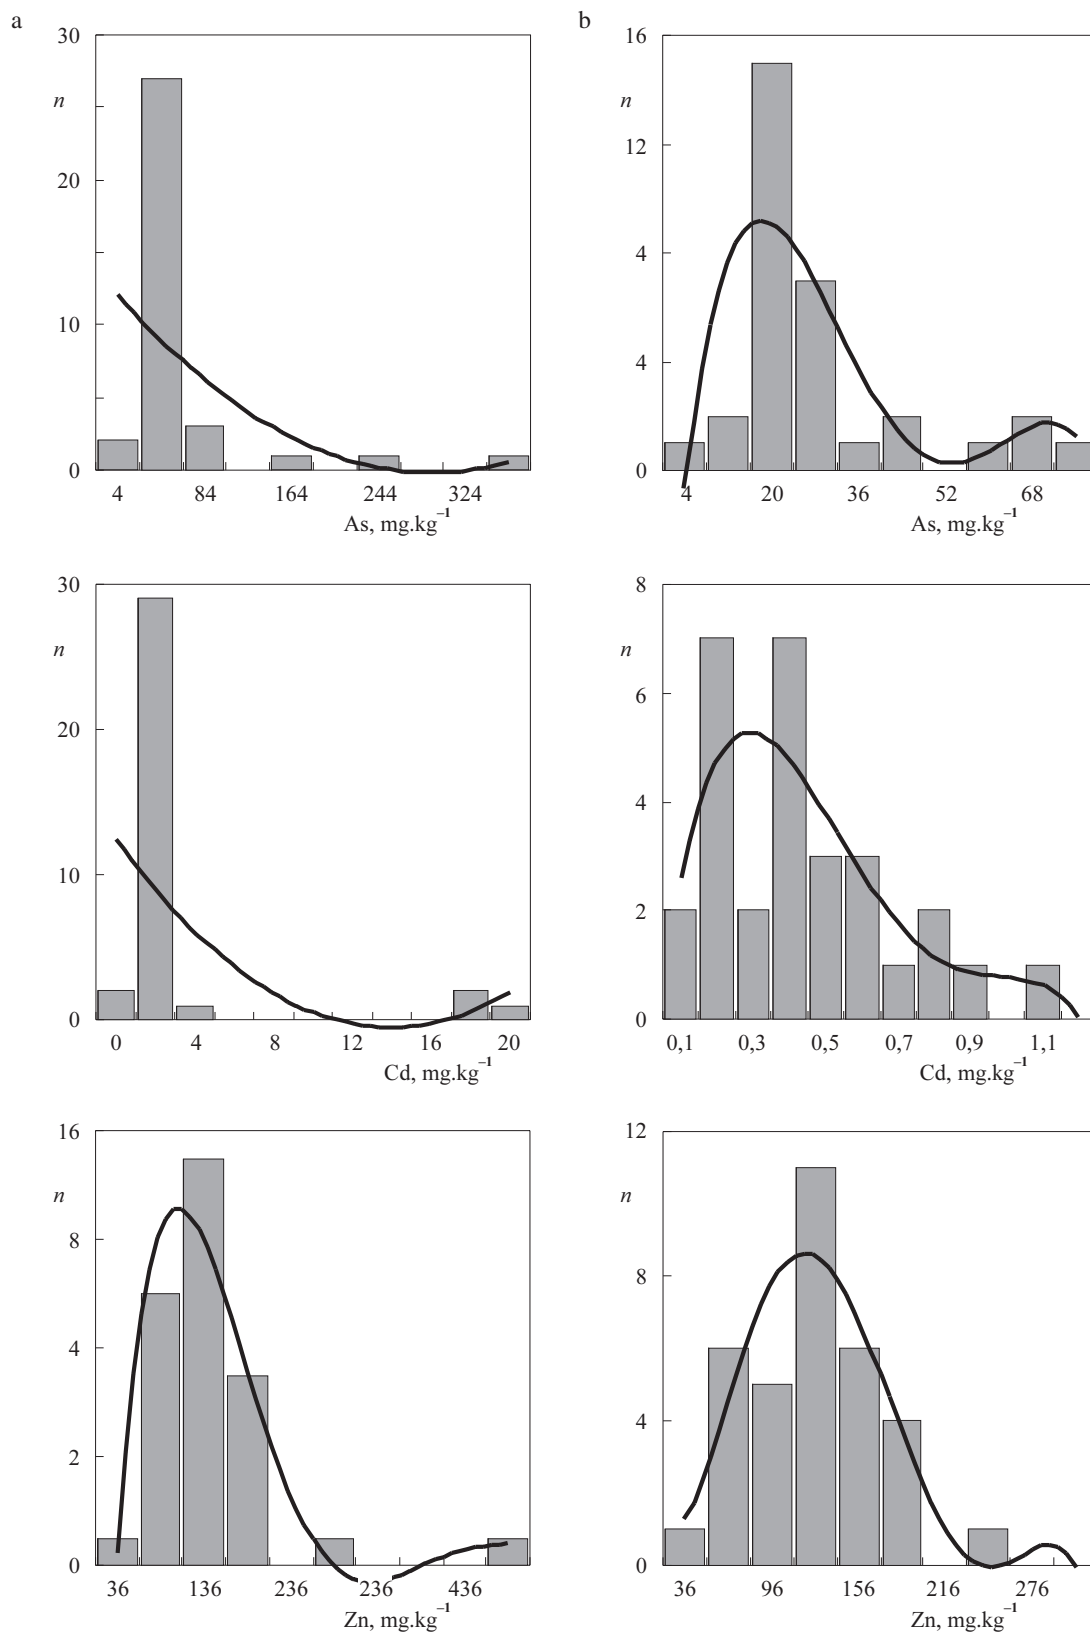 a
30
n
20
10
0
4 84 164 244 324
As, mg.kg⁻¹
b
16
n
12
4
4
0
4 20 36 52 68
As, mg.kg⁻¹
30
n
20
10
0
0 4 8 12 16 20
Cd, mg.kg⁻¹
8
n
6
4
2
0
0,1 0,3 0,5 0,7 0,9 1,1
Cd, mg.kg⁻¹
16
n
8
4
2
0
36 136 236 236 436
Zn, mg.kg⁻¹
12
n
8
4
0
36 96 156 216 276
Zn, mg.kg⁻¹